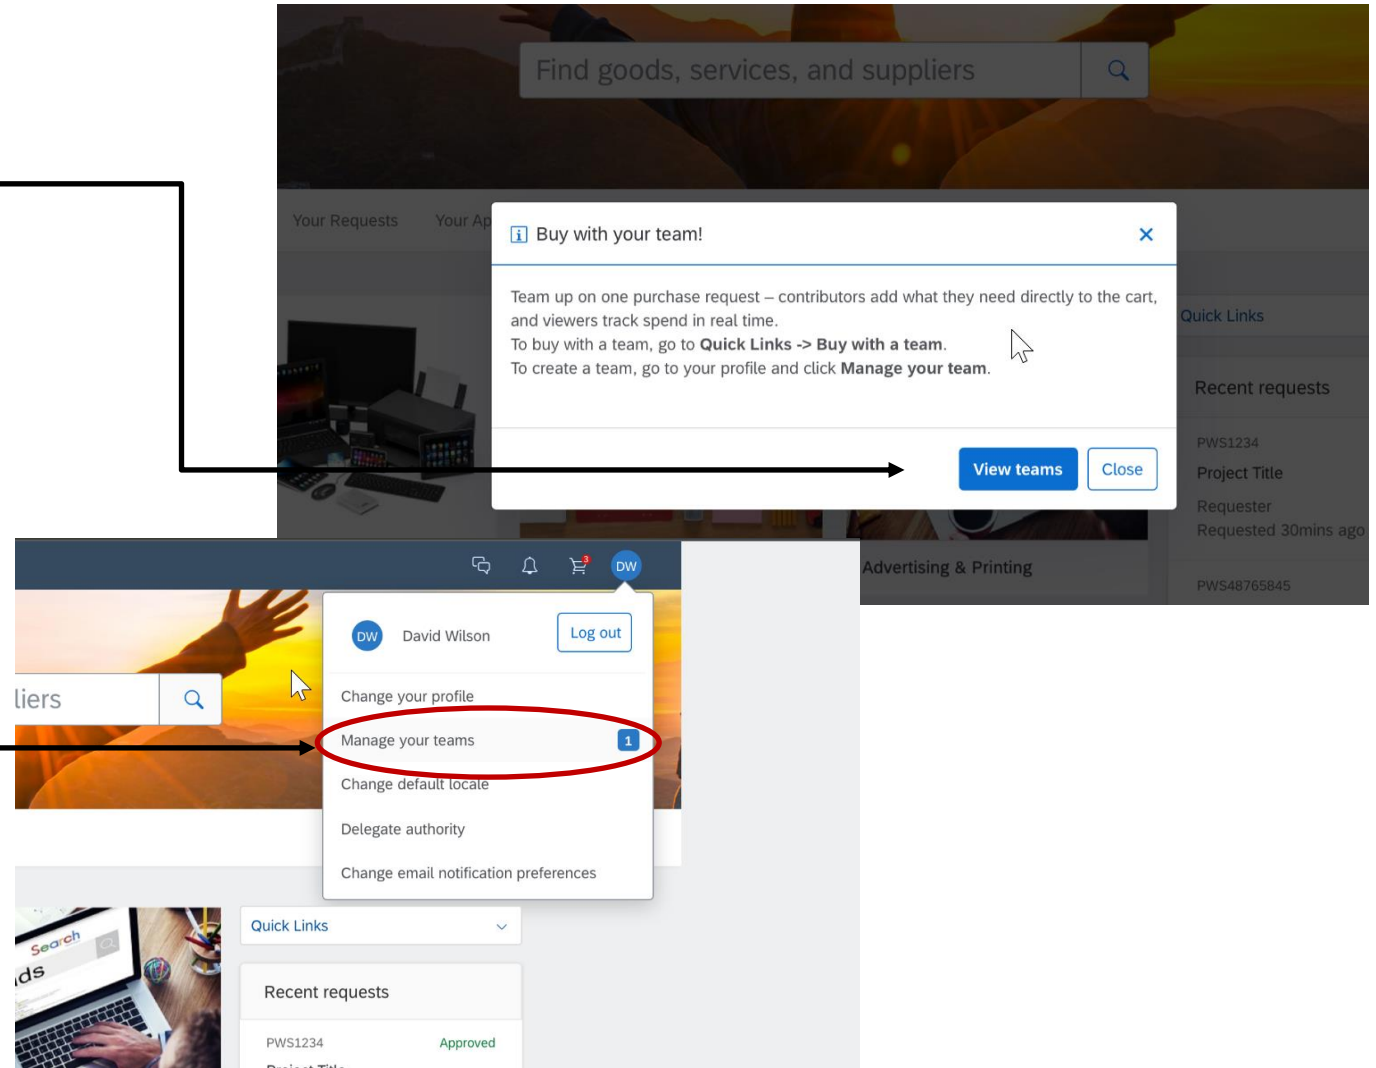 Find goods, services, and suppliers
Your Requests
Your Ap
Buy with your team!
Team up on one purchase request – contributors add what they need directly to the cart,
and viewers track spend in real time.
To buy with a team, go to Quick Links -> Buy with a team.
To create a team, go to your profile and click Manage your team.
View teams
Close
Quick Links
Recent requests
PWS1234
Project Title
Requester
Requested 30mins ago
PWS48765845
Advertising & Printing
3
DW
DW
David Wilson
Log out
liers
Change your profile
Manage your teams
1
Change default locale
Delegate authority
Change email notification preferences
Search
ds
Quick Links
Recent requests
PWS1234
Approved
Project Title